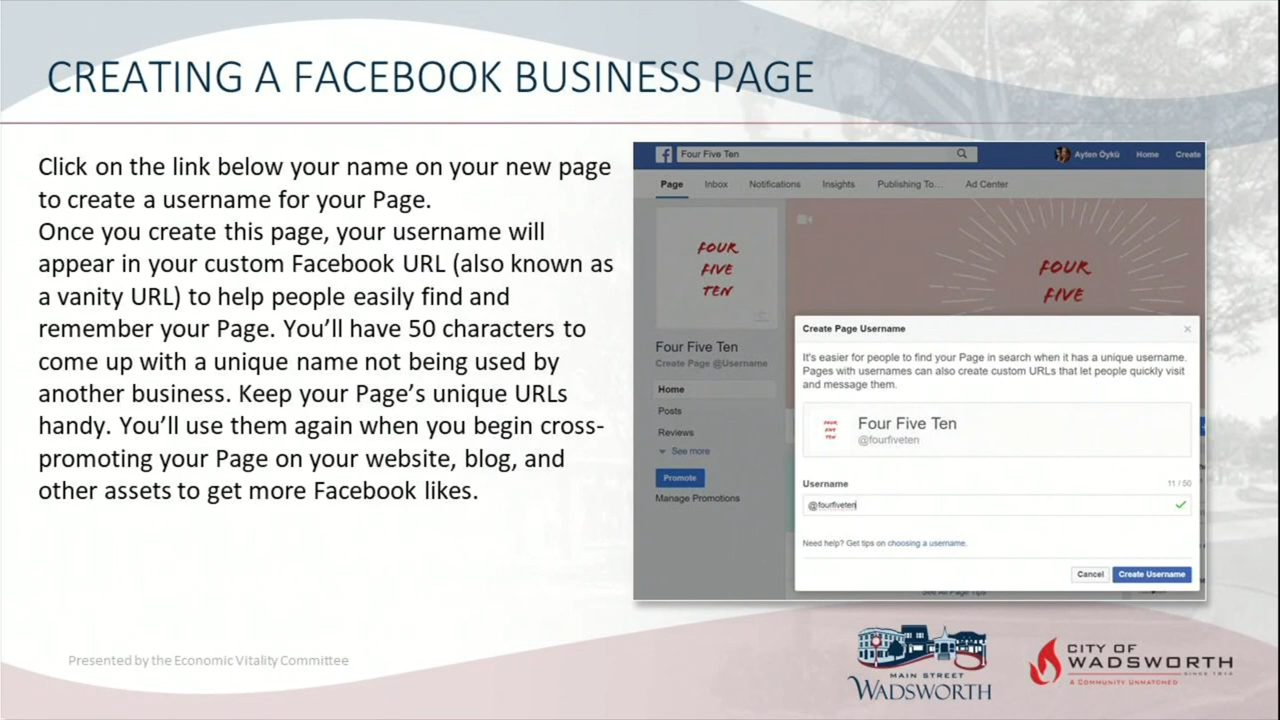 CREATING A FACEBOOK BUSINESS PAGE
Click on the link below your name on your new page
to create a username for your Page.
Once you create this page, your username will
appear in your custom Facebook URL (also known as
a vanity URL) to help people easily find and
remember your Page. You’ll have 50 characters to
come up with a unique name not being used by
another business. Keep your Page’s unique URLs
handy. You’ll use them again when you begin cross-
promoting your Page on your website, blog, and
other assets to get more Facebook likes.
Four Five Ten
Ayten Öykü Home Create
Page Inbox Notifications Insights Publishing To... Ad Center
FOUR
FIVE
TEN
FOUR
FIVE
Four Five Ten
Create Page @Username
Home
Posts
Reviews
See more
Promote
Manage Promotions
Create Page Username
It's easier for people to find your Page in search when it has a unique username.
Pages with usernames can also create custom URLs that let people quickly visit
and message them.
FOUR
FIVE
TEN
Four Five Ten
@fourfiveten
Username 11 / 50
@fourfiveten
Need help? Get tips on choosing a username.
Cancel Create Username
See All Page Tips
Presented by the Economic Vitality Committee
MAIN STREET
WADSWORTH
CITY OF
WADSWORTH
SINCE 1814
A COMMUNITY UNMATCHED